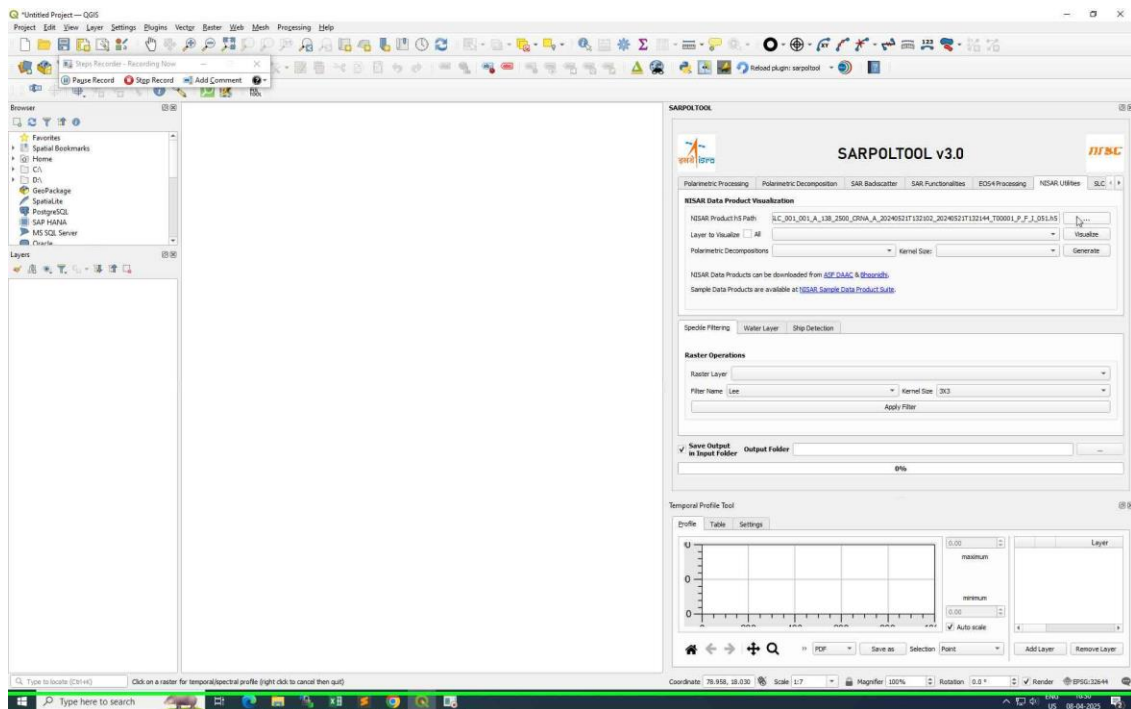 *Untitled Project — QGIS
Project Edit View Layer Settings Plugins Vector Raster Web Mesh Processing Help
Steps Recorder - Recording Now
Pause Record Stop Record Add Comment
Reload plugin: sarpoltool
Browser
Favorites
Spatial Bookmarks
Home
C:\
D:\
GeoPackage
SpatiaLite
PostgreSQL
SAP HANA
MS SQL Server
Oracle
Layers
SARPOLTOOL
इसरो isro
SARPOLTOOL v3.0
nrsc
Polarimetric Processing Polarimetric Decomposition SAR Backscatter SAR Functionalities EOS4 Processing NISAR Utilities SLC
NISAR Data Product Visualization
NISAR Product h5 Path SLC_001_001_A_138_2500_CRNA_A_20240521T132102_20240521T132144_T00001_P_F_J_051.h5 ...
Layer to Visualize All Visualize
Polarimetric Decompositions Kernel Size: Generate
NISAR Data Products can be downloaded from ASF DAAC & Bhoonidhi.
Sample Data Products are available at NISAR Sample Data Product Suite.
Speckle Filtering Water Layer Ship Detection
Raster Operations
Raster Layer
Filter Name Lee Kernel Size 3X3
Apply Filter
Save Output in Input Folder Output Folder ...
0%
Temporal Profile Tool
Profile Table Settings
0.00
maximum
minimum
0.00
Auto scale
Layer
PDF Save as Selection Point Add Layer Remove Layer
Type to locate (Ctrl+K) Click on a raster for temporal/spectral profile (right click to cancel then quit) Coordinate 78.958, 18.030 Scale 1:7 Magnifier 100% Rotation 0.0 ° Render EPSG:32644
Type here to search ENG US 08-04-2025